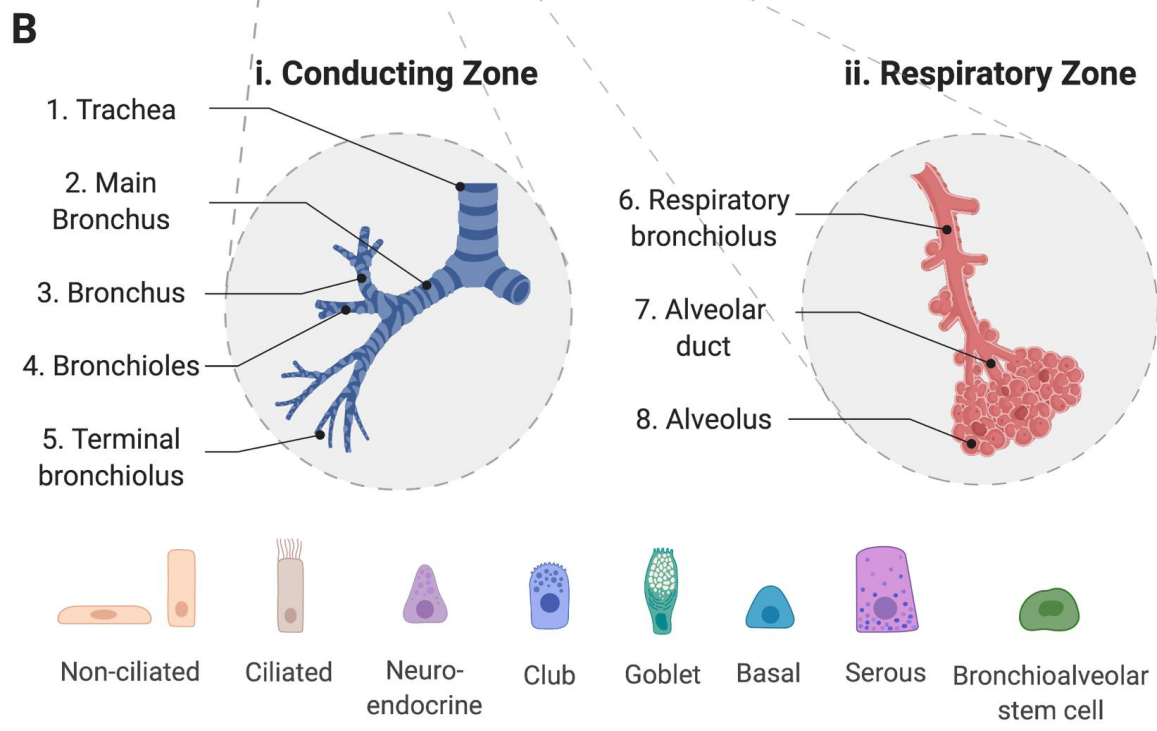 B
i. Conducting Zone
1. Trachea
2. Main
Bronchus
3. Bronchus
4. Bronchioles
5. Terminal
bronchiolus
ii. Respiratory Zone
6. Respiratory
bronchiolus
7. Alveolar
duct
8. Alveolus
Non-ciliated
Ciliated
Neuro-
endocrine
Club
Goblet
Basal
Serous
Bronchioalveolar
stem cell